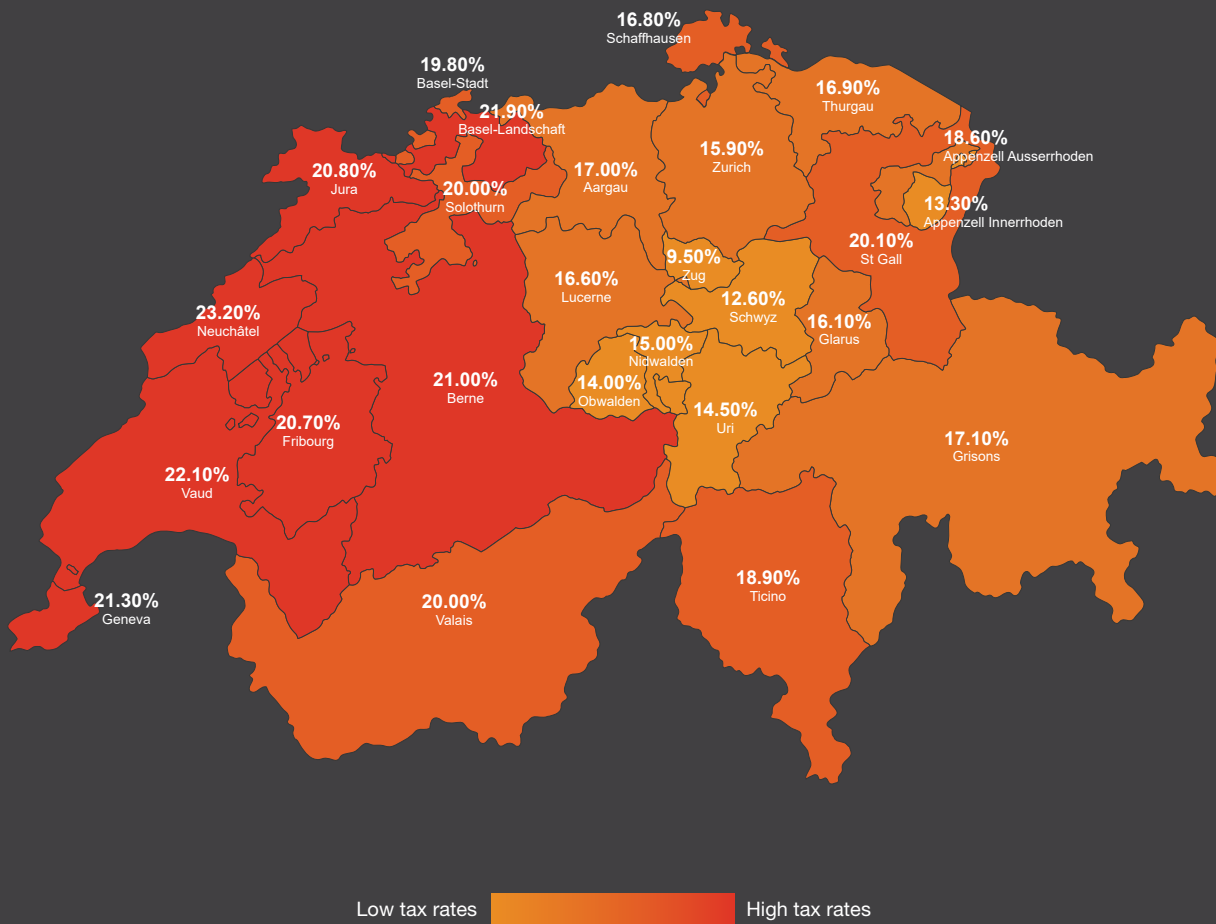 16.80%
Schaffhausen
19.80%
Basel-Stadt
21.90%
Basel-Landschaft
16.90%
Thurgau
18.60%
Appenzell Ausserrhoden
15.90%
Zurich
17.00%
Aargau
20.80%
Jura
20.00%
Solothurn
13.30%
Appenzell Innerrhoden
20.10%
St Gall
9.50%
Zug
16.60%
Lucerne
12.60%
Schwyz
23.20%
Neuchâtel
16.10%
Glarus
15.00%
Nidwalden
21.00%
Berne
14.00%
Obwalden
14.50%
Uri
20.70%
Fribourg
17.10%
Grisons
22.10%
Vaud
18.90%
Ticino
21.30%
Geneva
20.00%
Valais
Low tax rates
High tax rates